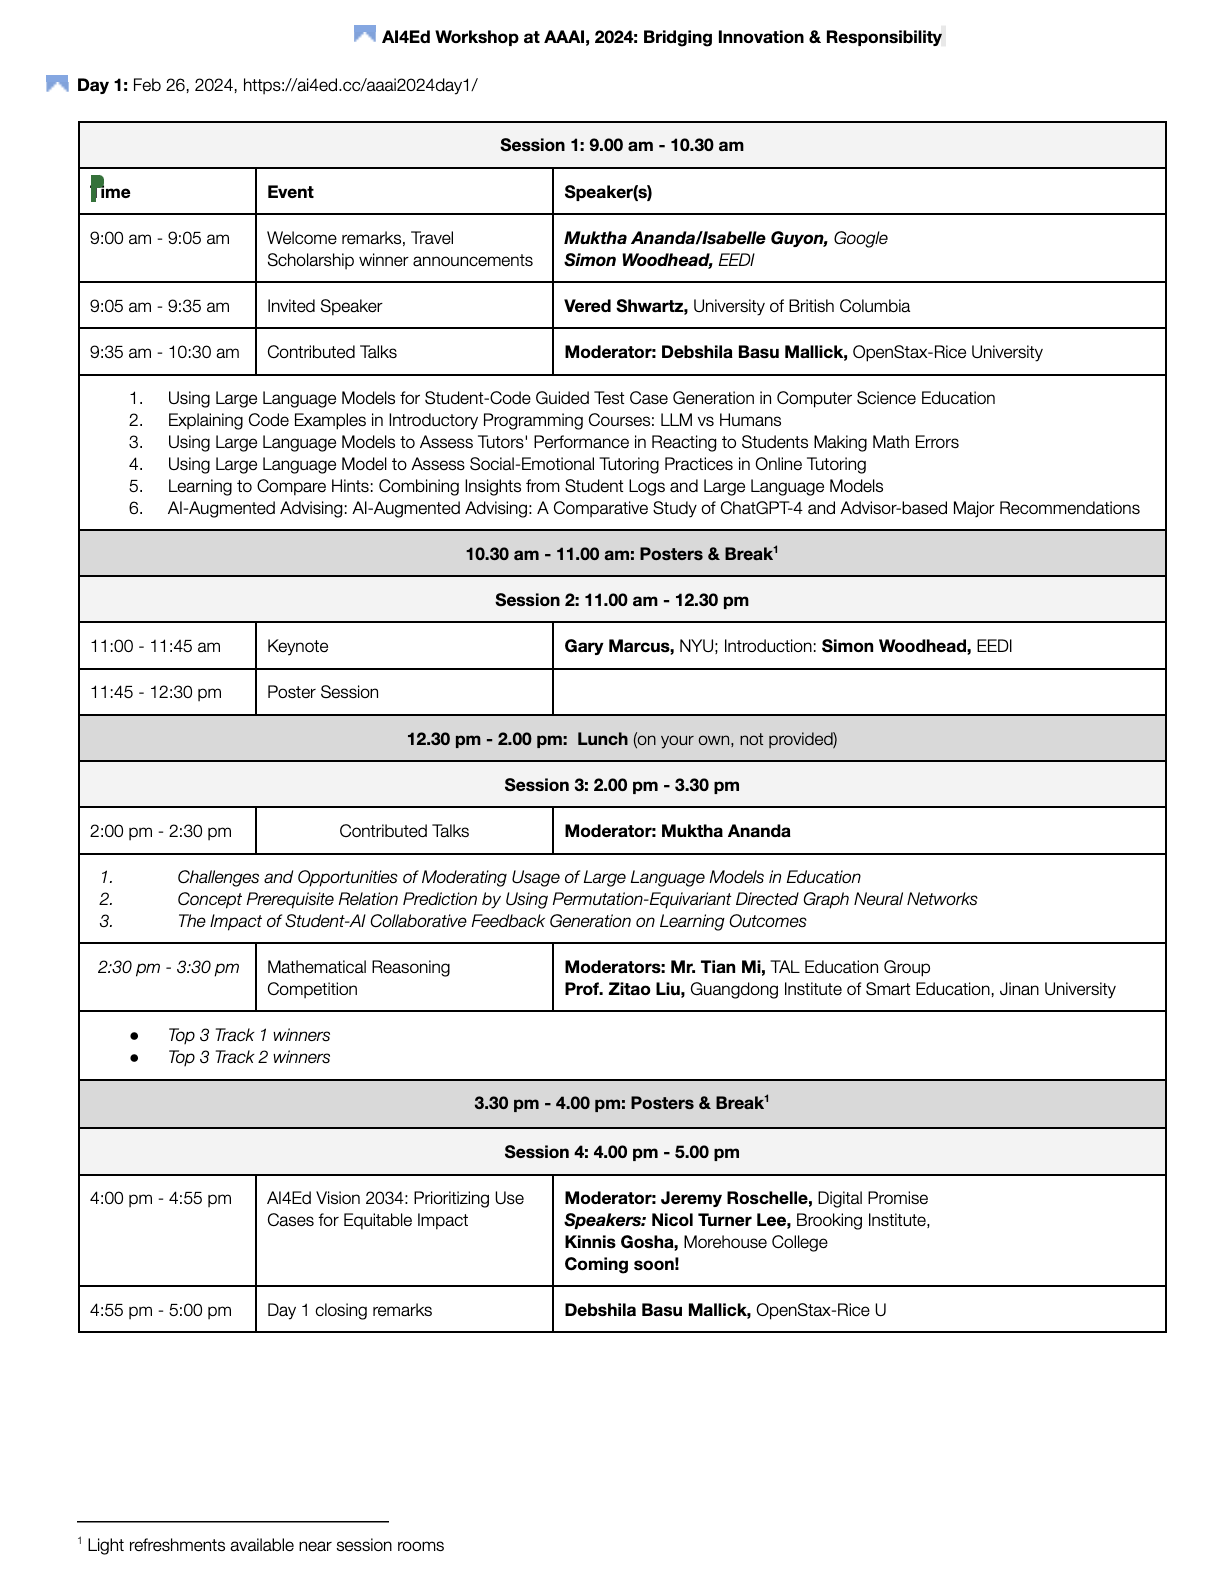 AI4Ed Workshop at AAAI, 2024: Bridging Innovation & Responsibility
Day 1: Feb 26, 2024, https://ai4ed.cc/aaai2024day1/
Session 1: 9.00 am - 10.30 am
Time Event Speaker(s)
9:00 am - 9:05 am Welcome remarks, Travel Muktha Ananda/Isabelle Guyon, Google
Scholarship winner announcements Simon Woodhead, EEDI
9:05 am - 9:35 am Invited Speaker Vered Shwartz, University of British Columbia
9:35 am - 10:30 am Contributed Talks Moderator: Debshila Basu Mallick, OpenStax-Rice University
1. Using Large Language Models for Student-Code Guided Test Case Generation in Computer Science Education
2. Explaining Code Examples in Introductory Programming Courses: LLM vs Humans
3. Using Large Language Models to Assess Tutors' Performance in Reacting to Students Making Math Errors
4. Using Large Language Model to Assess Social-Emotional Tutoring Practices in Online Tutoring
5. Learning to Compare Hints: Combining Insights from Student Logs and Large Language Models
6. AI-Augmented Advising: AI-Augmented Advising: A Comparative Study of ChatGPT-4 and Advisor-based Major Recommendations
10.30 am - 11.00 am: Posters & Break1
Session 2: 11.00 am - 12.30 pm
11:00 - 11:45 am Keynote Gary Marcus, NYU; Introduction: Simon Woodhead, EEDI
11:45 - 12:30 pm Poster Session
12.30 pm - 2.00 pm: Lunch (on your own, not provided)
Session 3: 2.00 pm - 3.30 pm
2:00 pm - 2:30 pm Contributed Talks Moderator: Muktha Ananda
1. Challenges and Opportunities of Moderating Usage of Large Language Models in Education
2. Concept Prerequisite Relation Prediction by Using Permutation-Equivariant Directed Graph Neural Networks
3. The Impact of Student-AI Collaborative Feedback Generation on Learning Outcomes
2:30 pm - 3:30 pm Mathematical Reasoning Moderators: Mr. Tian Mi, TAL Education Group
Competition Prof. Zitao Liu, Guangdong Institute of Smart Education, Jinan University
● Top 3 Track 1 winners
● Top 3 Track 2 winners
3.30 pm - 4.00 pm: Posters & Break1
Session 4: 4.00 pm - 5.00 pm
4:00 pm - 4:55 pm AI4Ed Vision 2034: Prioritizing Use Moderator: Jeremy Roschelle, Digital Promise
Cases for Equitable Impact Speakers: Nicol Turner Lee, Brooking Institute,
Kinnis Gosha, Morehouse College
Coming soon!
4:55 pm - 5:00 pm Day 1 closing remarks Debshila Basu Mallick, OpenStax-Rice U
1 Light refreshments available near session rooms